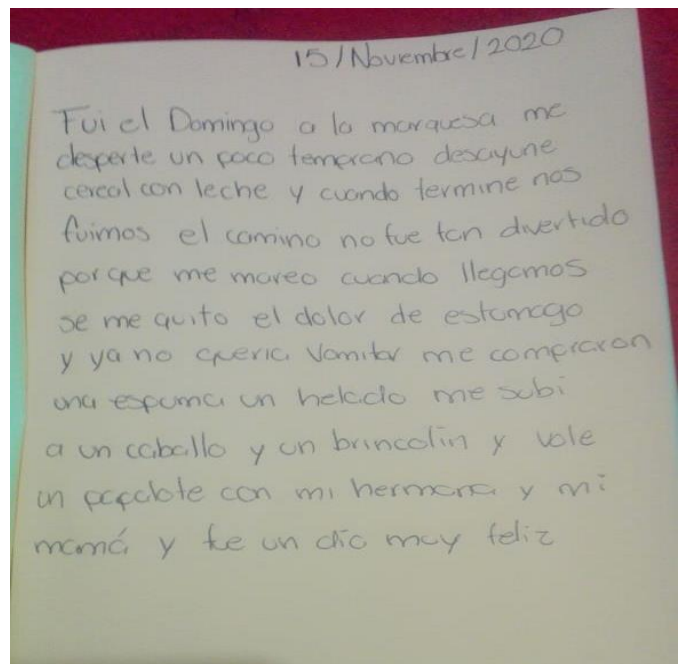 15/Noviembre/2020
Fui el Domingo a la marquesa me
desperte un poco temprano desayune
cereal con leche y cuando termine nos
fuimos el camino no fue tan divertido
porque me mareo cuando llegamos
se me quito el dolor de estomago
y ya no queria vomitar me compraron
una espuma un helado me subi
a un caballo y un brincolin y vole
un papalote con mi hermana y mi
mamá y fue un dia muy feliz